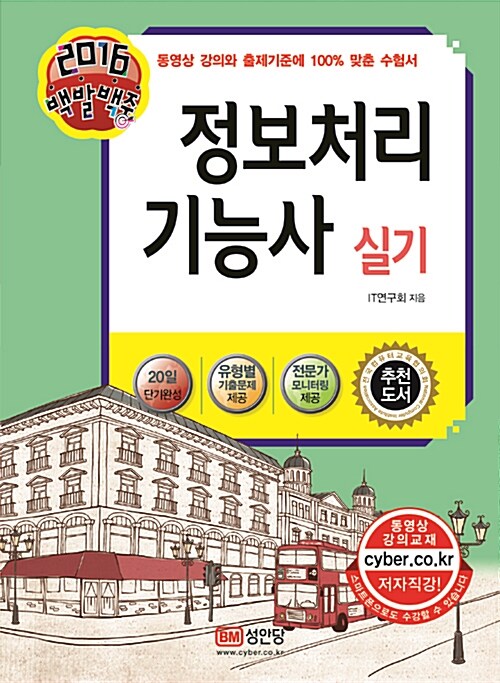 2016
백발백중
동영상 강의와 출제기준에 100% 맞춘 수험서
정보처리
기능사 실기
IT연구회 지음
20일
단기완성
유형별
기출문제
제공
전문가
모니터링
제공
추천
도서
동영상
강의교재
cyber.co.kr
저자직강!
스마트폰으로도 수강할 수 있습니다
BM 성안당
www.cyber.co.kr